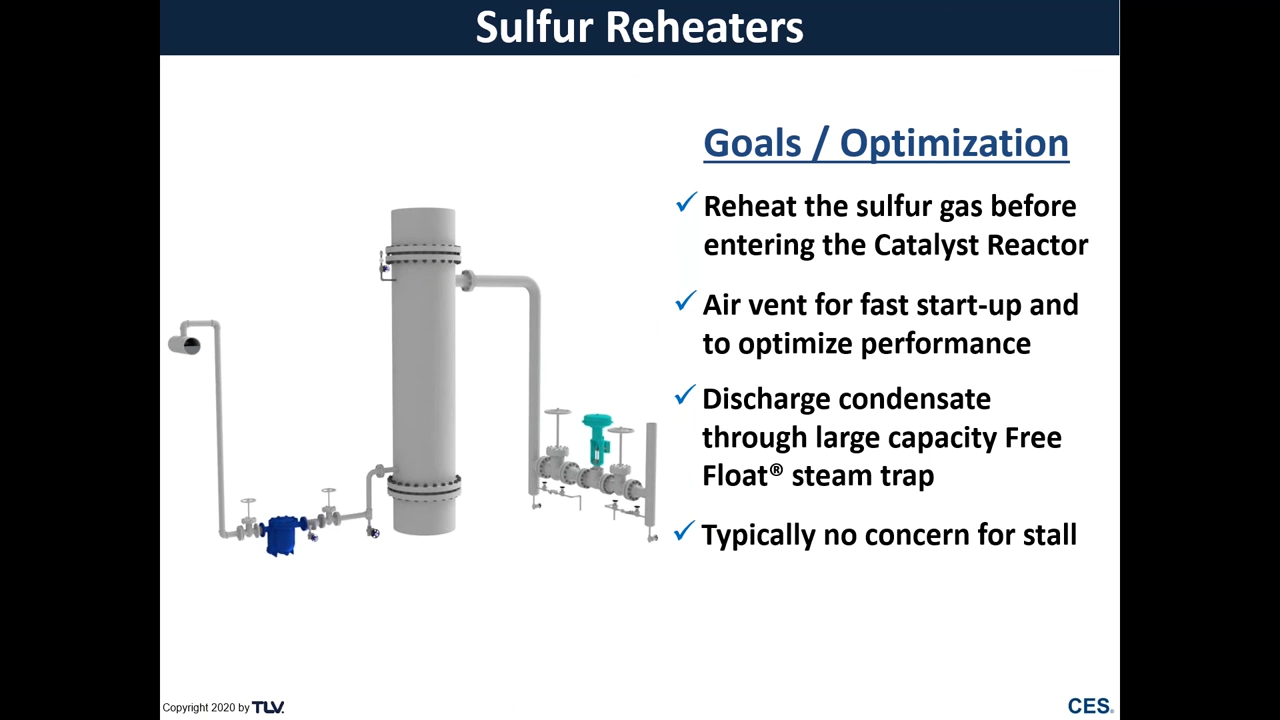 Sulfur Reheaters
Goals / Optimization
✓ Reheat the sulfur gas before
entering the Catalyst Reactor
✓ Air vent for fast start-up and
to optimize performance
✓ Discharge condensate
through large capacity Free
Float® steam trap
✓ Typically no concern for stall
Copyright 2020 by TLV.
CES®